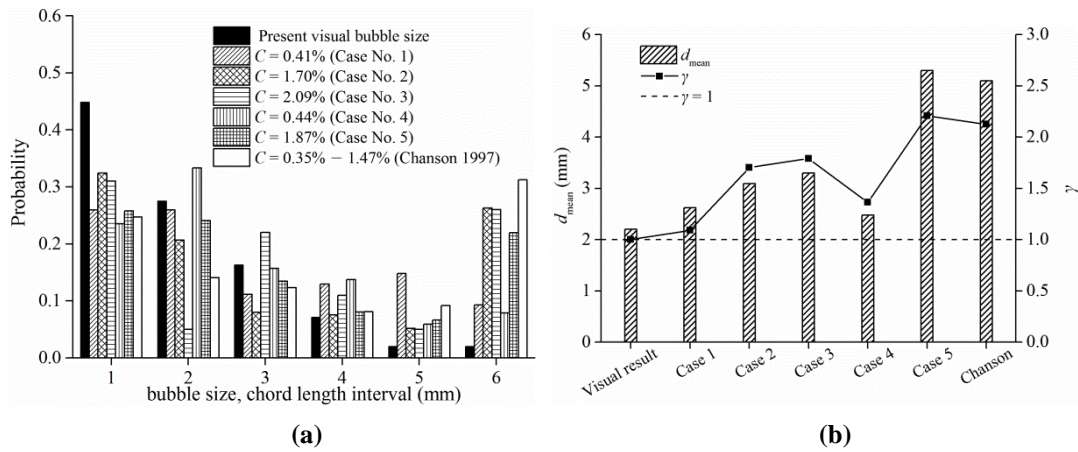 0.6
0.5
0.4
0.3
0.2
0.1
0.0
Probability
Present visual bubble size
C = 0.41% (Case No. 1)
C = 1.70% (Case No. 2)
C = 2.09% (Case No. 3)
C = 0.44% (Case No. 4)
C = 1.87% (Case No. 5)
C = 0.35% − 1.47% (Chanson 1997)
1 2 3 4 5 6
bubble size, chord length interval (mm)
(a)
6
5
4
3
2
1
0
d_mean (mm)
d_mean
γ
γ = 1
3.0
2.5
2.0
1.5
1.0
0.5
0.0
γ
Visual result Case 1 Case 2 Case 3 Case 4 Case 5 Chanson
(b)